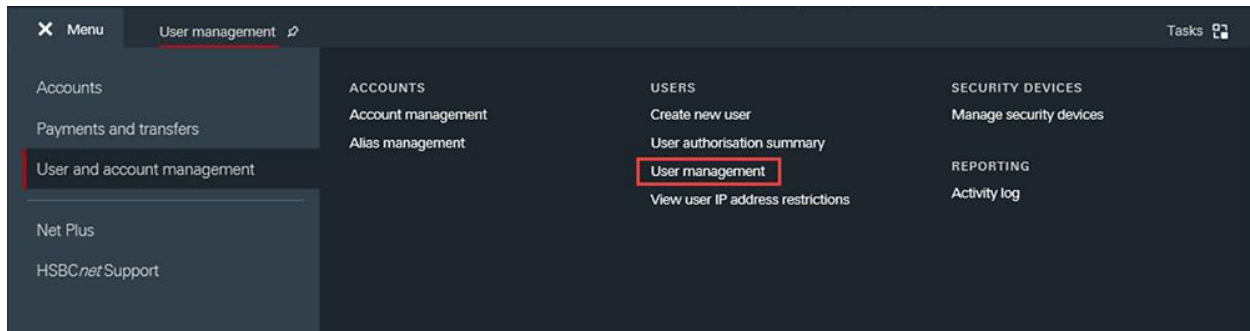 Menu
User management
Tasks
Accounts
Payments and transfers
User and account management
Net Plus
HSBCnet Support
ACCOUNTS
Account management
Alias management
USERS
Create new user
User authorisation summary
User management
View user IP address restrictions
SECURITY DEVICES
Manage security devices
REPORTING
Activity log